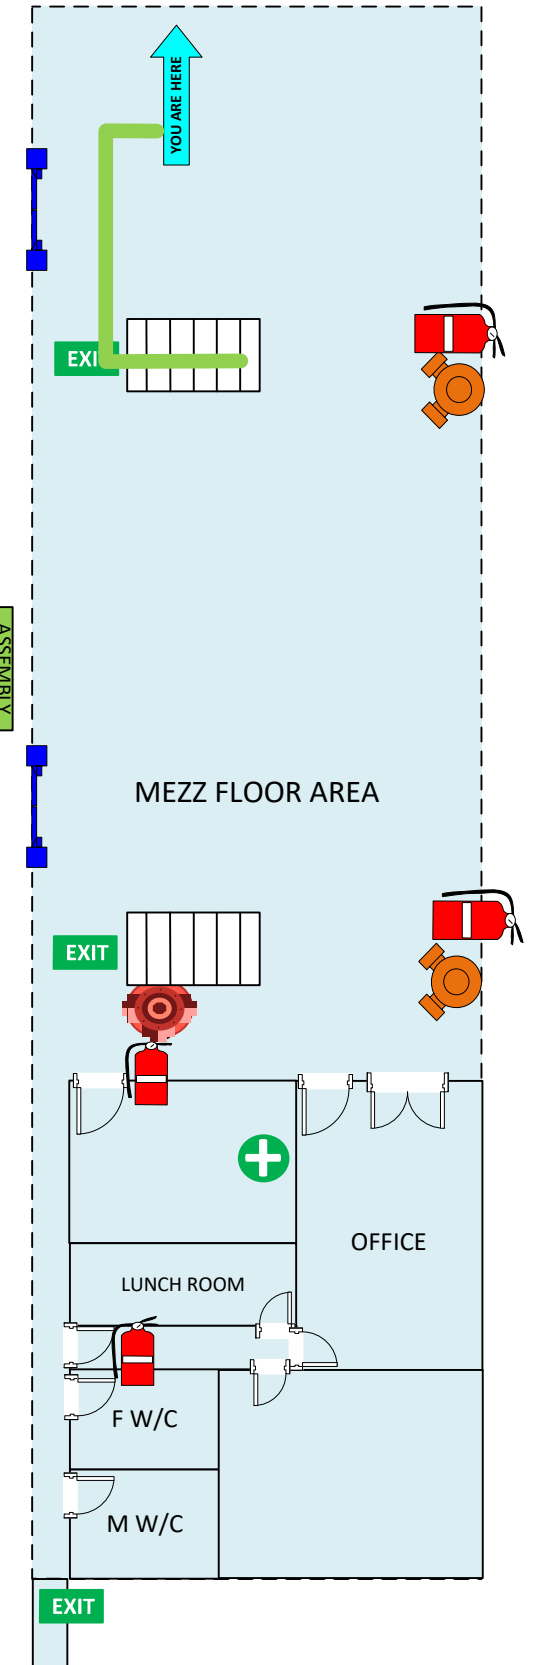 YOU ARE HERE
EXIT
ASSEMBLY
MEZZ FLOOR AREA
EXIT
OFFICE
LUNCH ROOM
F W/C
M W/C
EXIT